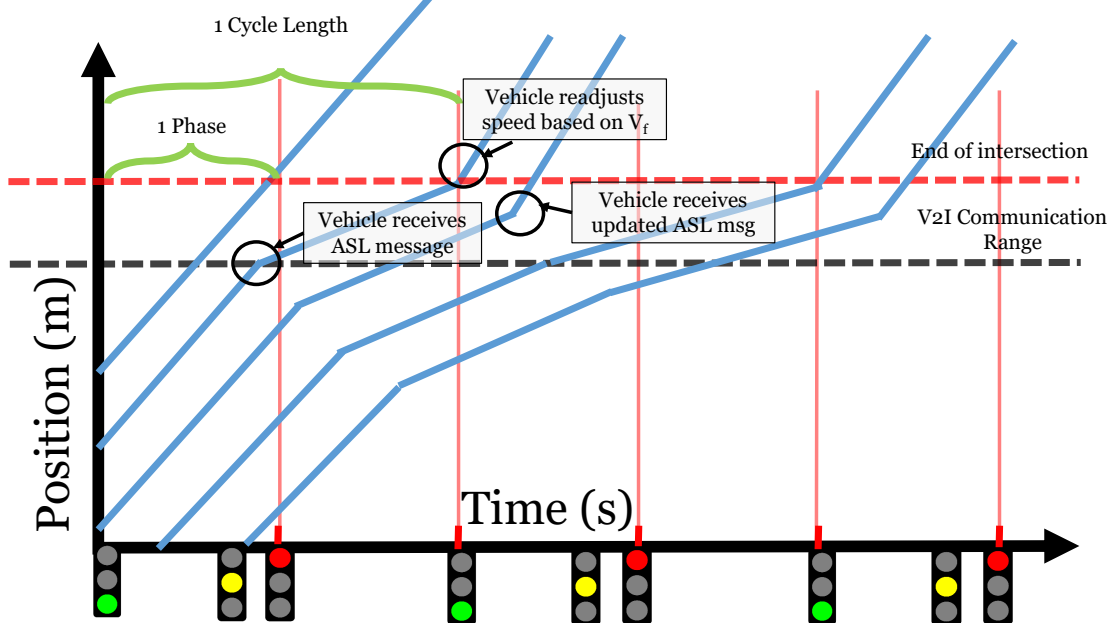 1 Cycle Length
Vehicle readjusts
speed based on Vf
1 Phase
End of intersection
Vehicle receives
updated ASL msg
Vehicle receives
ASL message
V2I Communication
Range
Position (m)
Time (s)